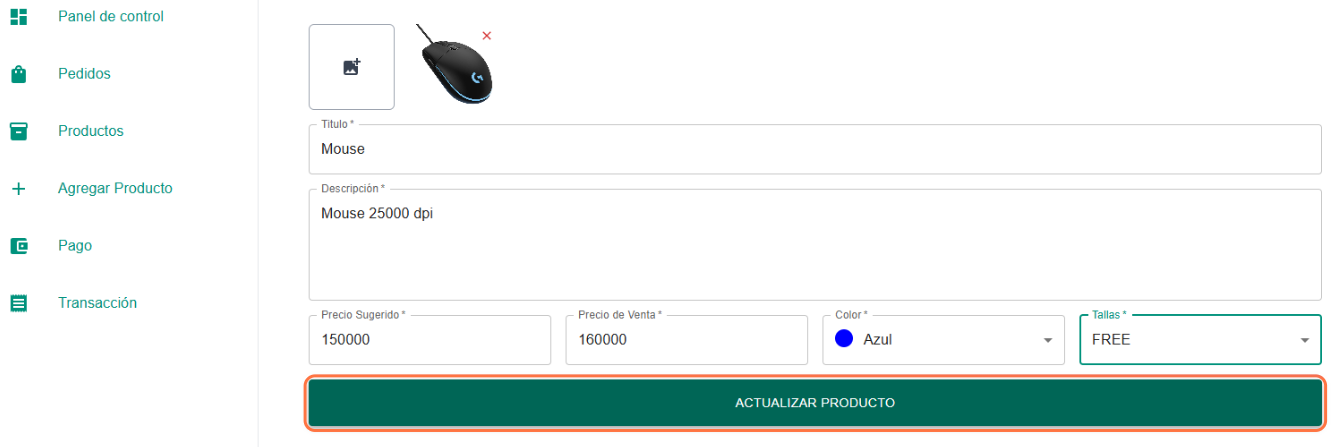 Panel de control
Pedidos
Productos
Agregar Producto
Pago
Transacción
Titulo *
Mouse
Descripción *
Mouse 25000 dpi
Precio Sugerido *
150000
Precio de Venta *
160000
Color *
Azul
Tallas *
FREE
ACTUALIZAR PRODUCTO